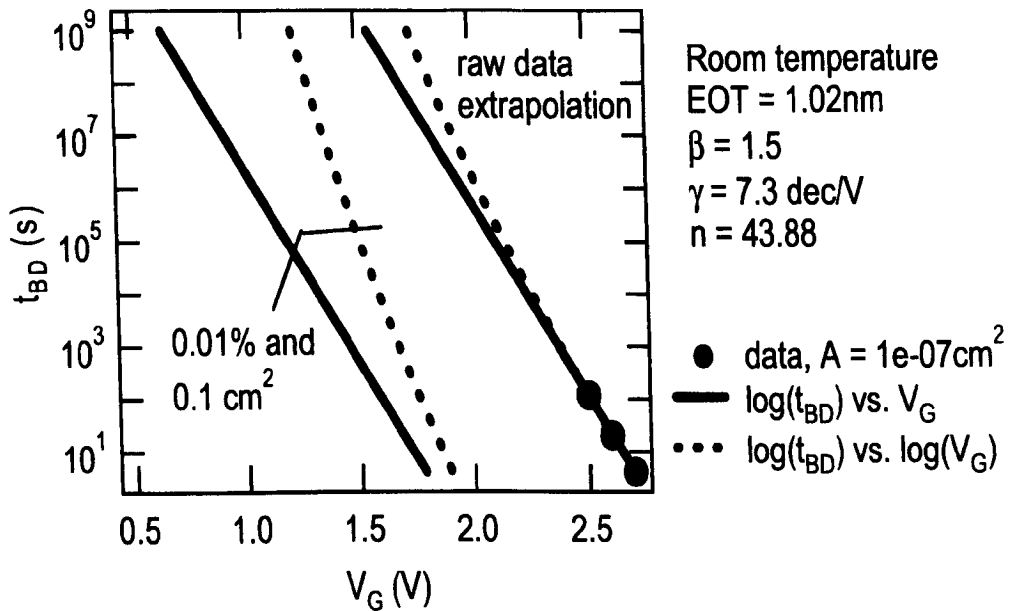 10^9
10^7
10^5
10^3
10^1
t_BD (s)
raw data
extrapolation
0.01% and
0.1 cm^2
0.5 1.0 1.5 2.0 2.5
V_G (V)
Room temperature
EOT = 1.02nm
β = 1.5
γ = 7.3 dec/V
n = 43.88
data, A = 1e-07cm^2
log(t_BD) vs. V_G
log(t_BD) vs. log(V_G)